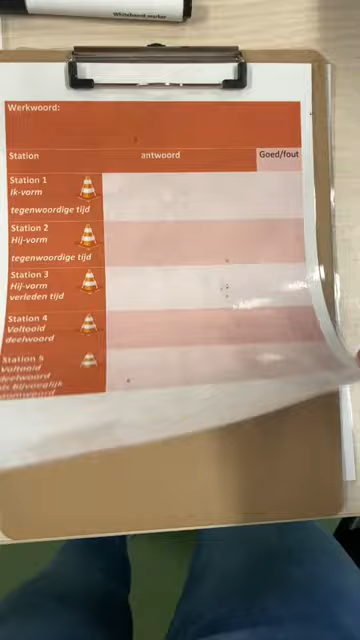 Whiteboard marker
Werkwoord:
Station antwoord Goed/fout
Station 1
Ik-vorm
tegenwoordige tijd
Station 2
Hij-vorm
tegenwoordige tijd
Station 3
Hij-vorm
verleden tijd
Station 4
Voltooid
deelwoord
Station 5
Voltooid
deelwoord
als bijvoeglijk
naamwoord